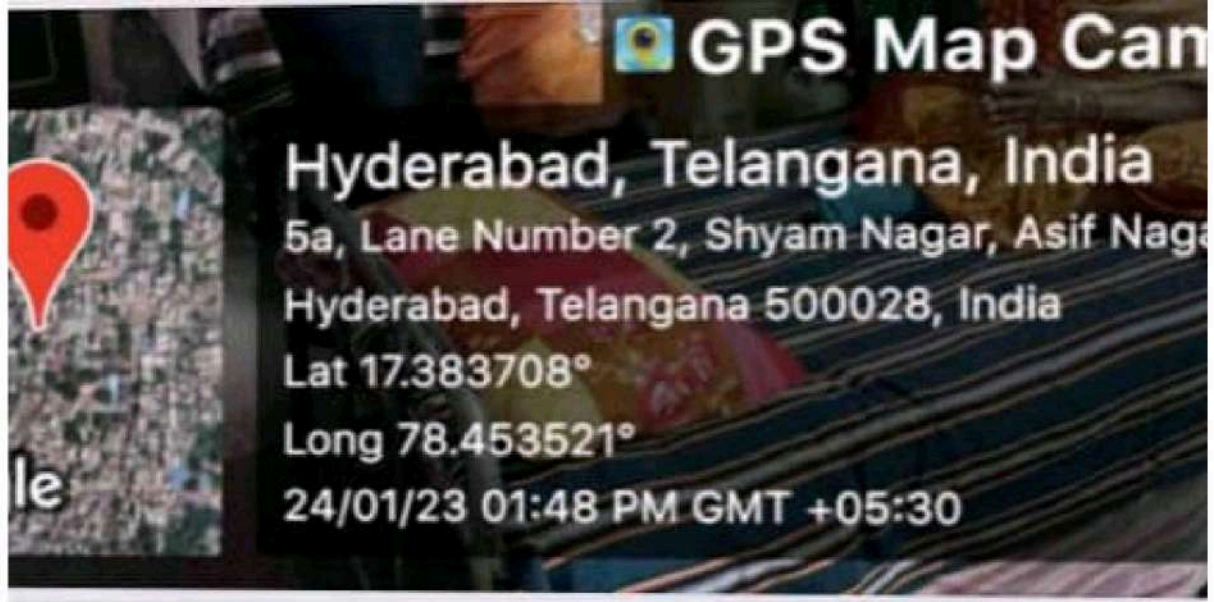 GPS Map Cam
Hyderabad, Telangana, India
5a, Lane Number 2, Shyam Nagar, Asif Naga
Hyderabad, Telangana 500028, India
Lat 17.383708°
Long 78.453521°
le
24/01/23 01:48 PM GMT +05:30